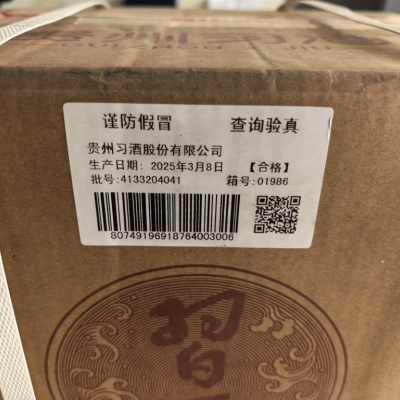 谨防假冒 查询验真
贵州习酒股份有限公司
生产日期: 2025年3月8日 【合格】
批号:4133204041 箱号:01986
80749196918764003006
習